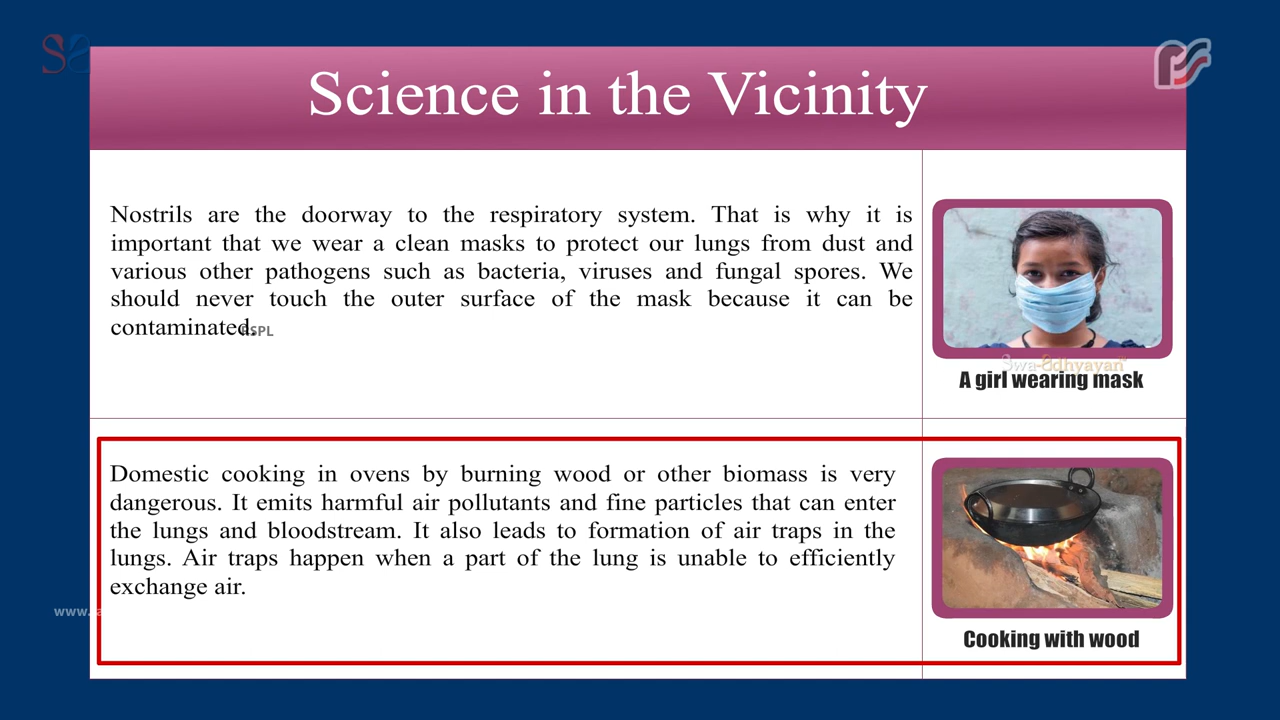 Science in the Vicinity
Nostrils are the doorway to the respiratory system. That is why it is
important that we wear a clean masks to protect our lungs from dust and
various other pathogens such as bacteria, viruses and fungal spores. We
should never touch the outer surface of the mask because it can be
contaminated.
PSPL
Swa-Adhyayan
A girl wearing mask
Domestic cooking in ovens by burning wood or other biomass is very
dangerous. It emits harmful air pollutants and fine particles that can enter
the lungs and bloodstream. It also leads to formation of air traps in the
lungs. Air traps happen when a part of the lung is unable to efficiently
exchange air.
www.
Cooking with wood